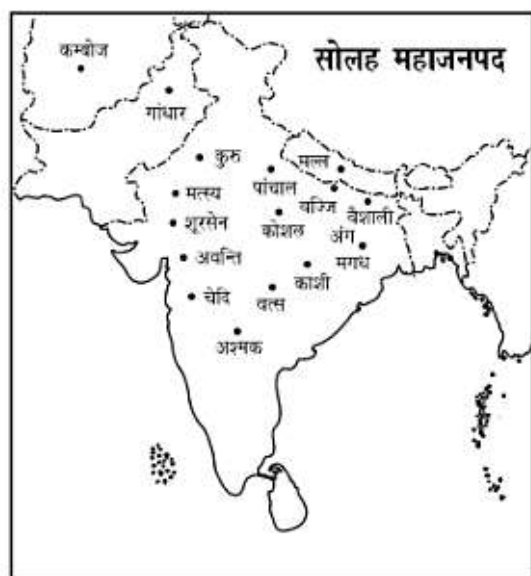 सोलह महाजनपद
कम्बोज
गांधार
कुरु
मल्ल
पांचाल
मत्स्य
वज्जि
वैशाली
शूरसेन
कोशल
अंग
अवन्ति
मगध
काशी
चेदि
वत्स
अश्मक